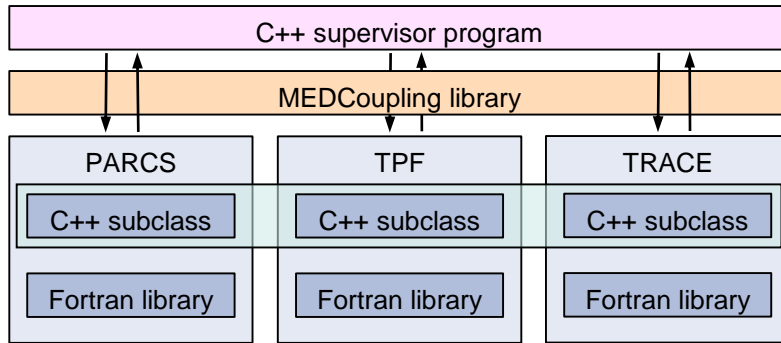 C++ supervisor program
MEDCoupling library
PARCS TPF TRACE
C++ subclass C++ subclass C++ subclass
Fortran library Fortran library Fortran library